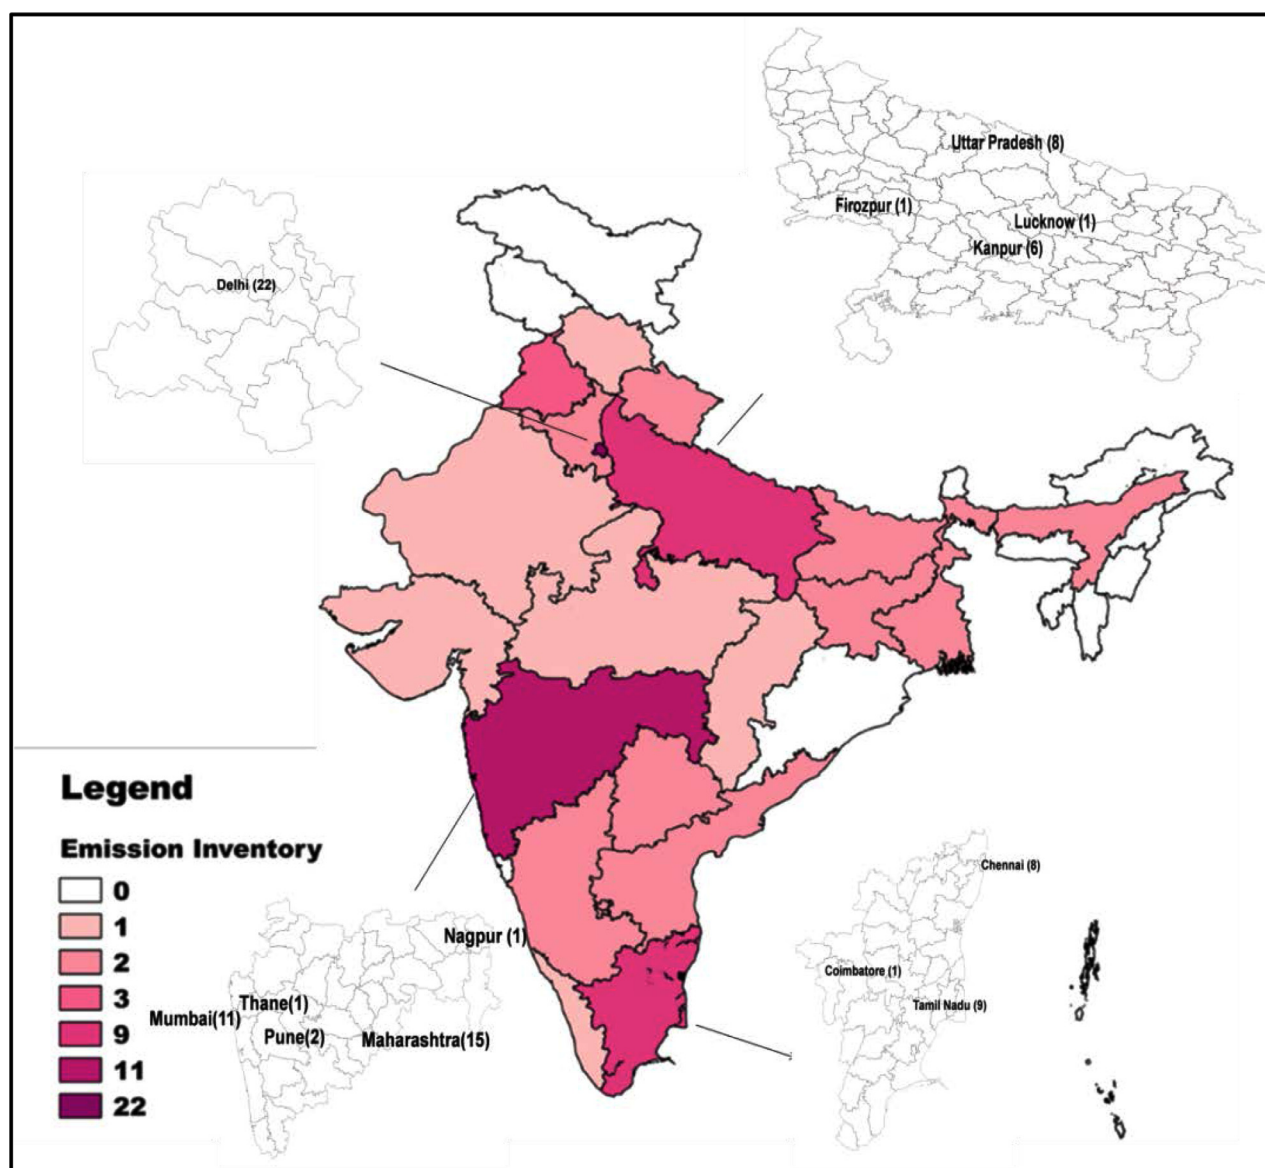 Uttar Pradesh (8)
Firozpur (1)
Lucknow (1)
Kanpur (6)
Delhi (22)
Legend
Emission Inventory
0
1
2
3
9
11
22
Nagpur (1)
Thane(1)
Mumbai(11)
Pune(2)
Maharashtra(15)
Chennai (8)
Coimbatore (1)
Tamil Nadu (9)